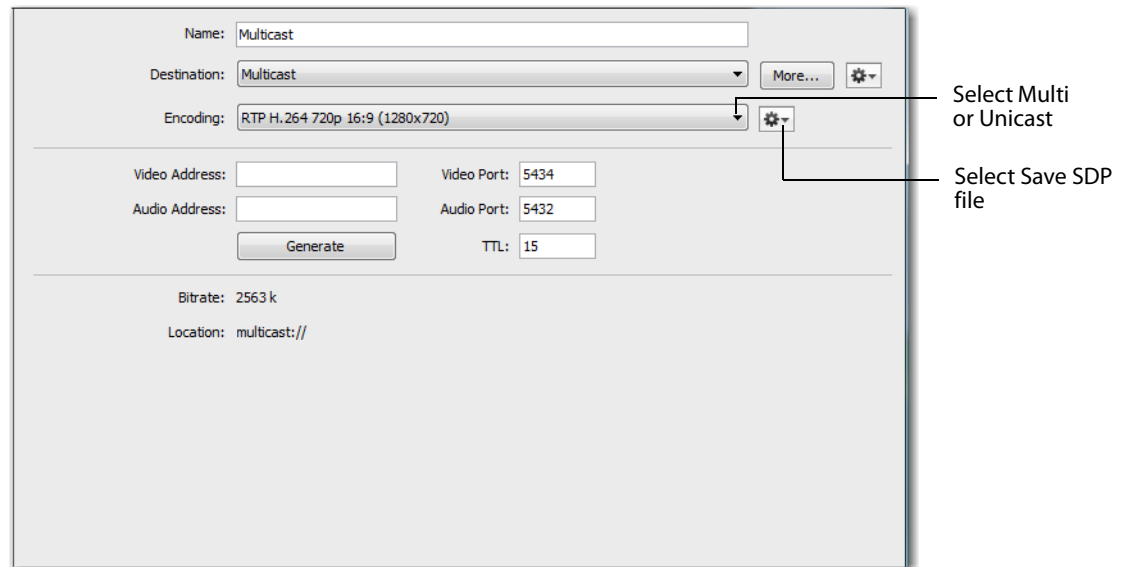 Name: Multicast
Destination: Multicast More...
Encoding: RTP H.264 720p 16:9 (1280x720)
Select Multi
or Unicast
Select Save SDP
file
Video Address: Video Port: 5434
Audio Address: Audio Port: 5432
Generate TTL: 15
Bitrate: 2563 k
Location: multicast://